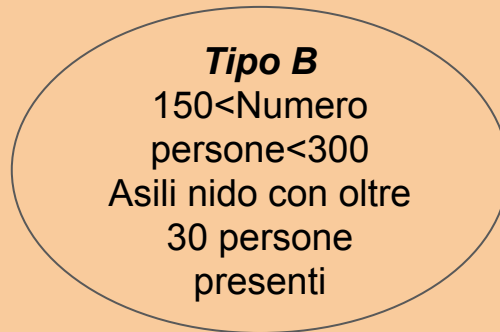 Tipo B
150<Numero
persone<300
Asili nido con oltre
30 persone
presenti